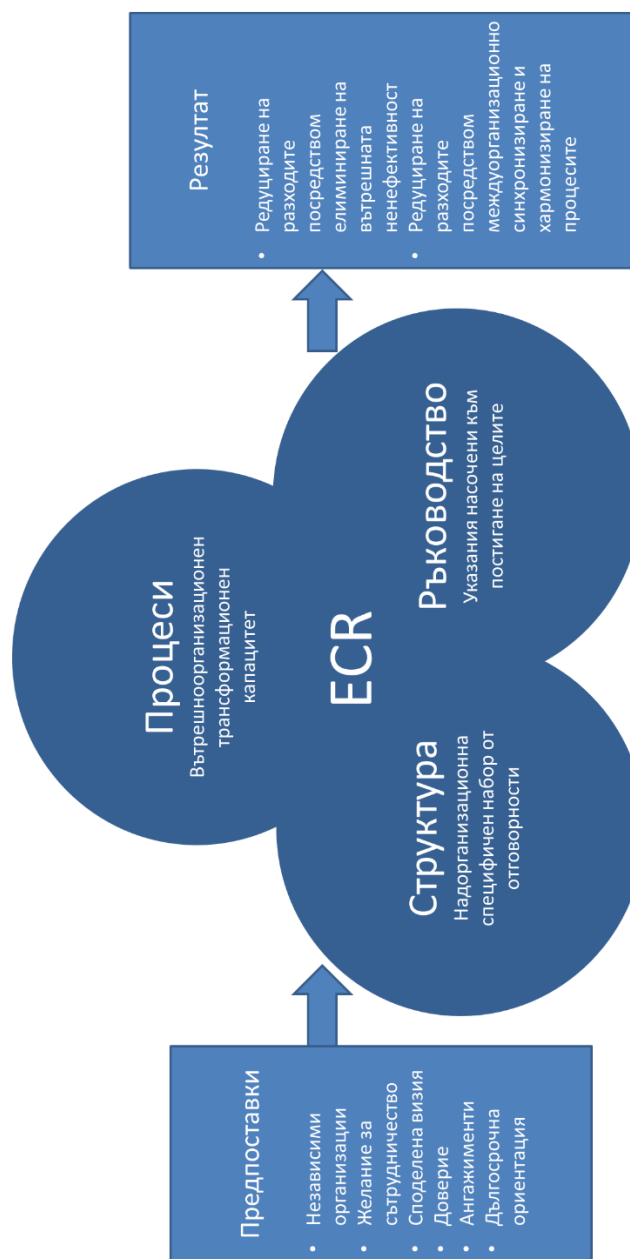 Предпоставки
• Независими
организации
• Желание за
сътрудничество
• Споделена визия
• Доверие
• Ангажименти
• Дългосрочна
ориентация
Процеси
Вътрешноорганизационен
трансформационен
капацитет
ECR
Структура
Надорганизационна
специфичен набор от
отговорности
Ръководство
Указания насочени към
постигане на целите
Резултат
• Редуциране на
разходите
посредством
елиминиране на
вътрешната
ненефективност
• Редуциране на
разходите
посредством
междуорганизационно
синхронизиране и
хармонизиране на
процесите